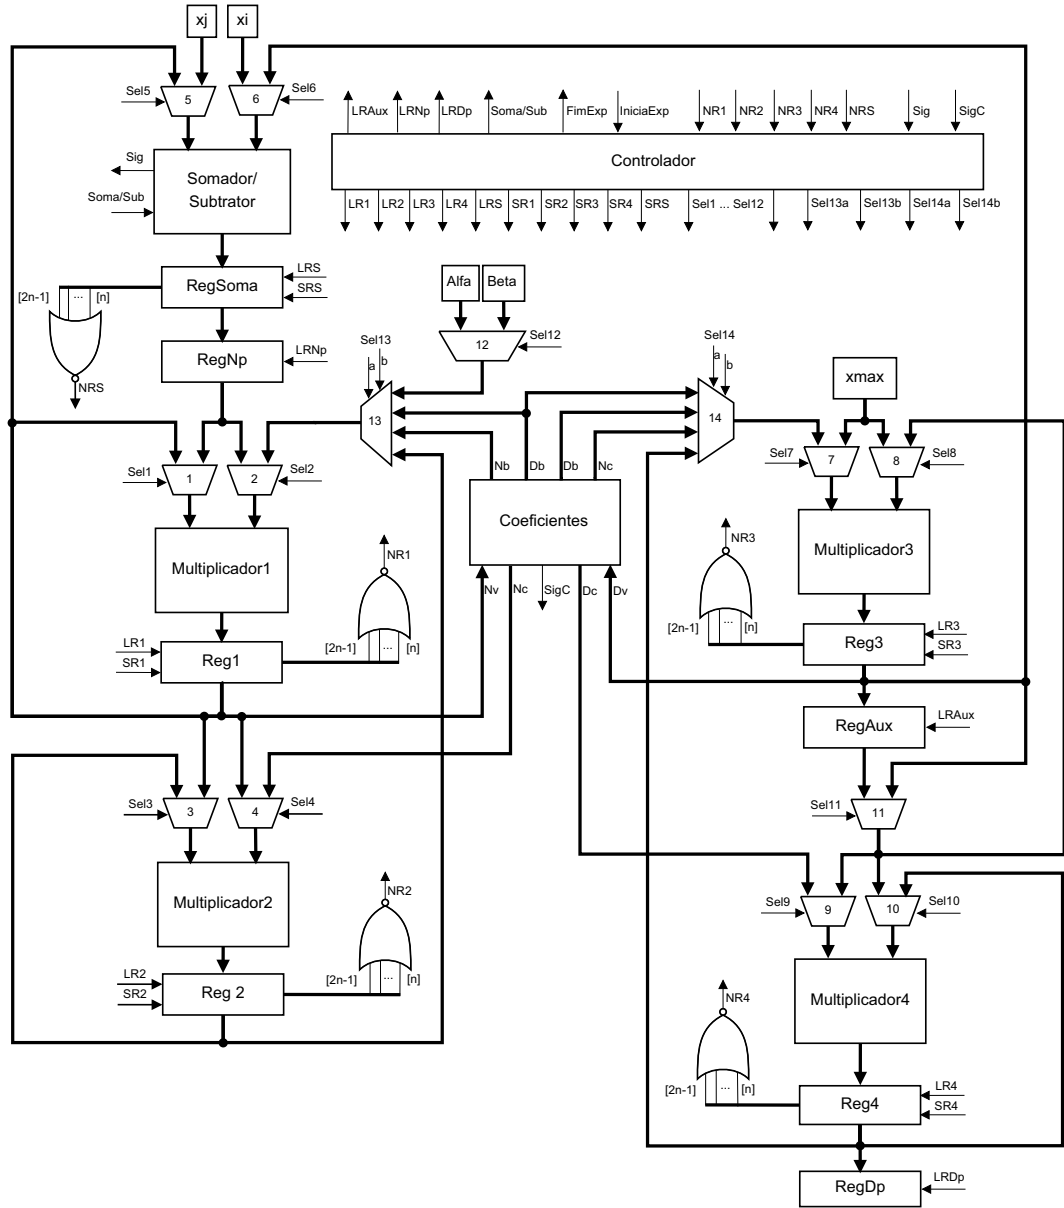 xj xi
Sel5 5 6 Sel6
LRAux LRNp LRDp Soma/Sub FimExp IniciaExp NR1 NR2 NR3 NR4 NRS Sig SigC
Controlador
LR1 LR2 LR3 LR4 LRS SR1 SR2 SR3 SR4 SRS Sel1 ... Sel12 Sel13a Sel13b Sel14a Sel14b
Sig
Soma/Sub
Somador/
Subtrator
RegSoma
LRS
SRS
[2n-1] ... [n]
NRS
RegNp
LRNp
Alfa Beta
12 Sel12
Sel13
a b
13
Sel14
a b
14
xmax
Sel7 7 8 Sel8
Sel1 1 2 Sel2
Nb Db Db Nc
Coeficientes
Nv Nc SigC Dc Dv
Multiplicador1
NR1
[2n-1] ... [n]
LR1
SR1
Reg1
Multiplicador3
NR3
[2n-1] ... [n]
Reg3
LR3
SR3
RegAux
LRAux
Sel11 11
Sel3 3 4 Sel4
Multiplicador2
NR2
[2n-1] ... [n]
LR2
SR2
Reg 2
Sel9 9 10 Sel10
Multiplicador4
NR4
[2n-1] ... [n]
Reg4
LR4
SR4
RegDp
LRDp